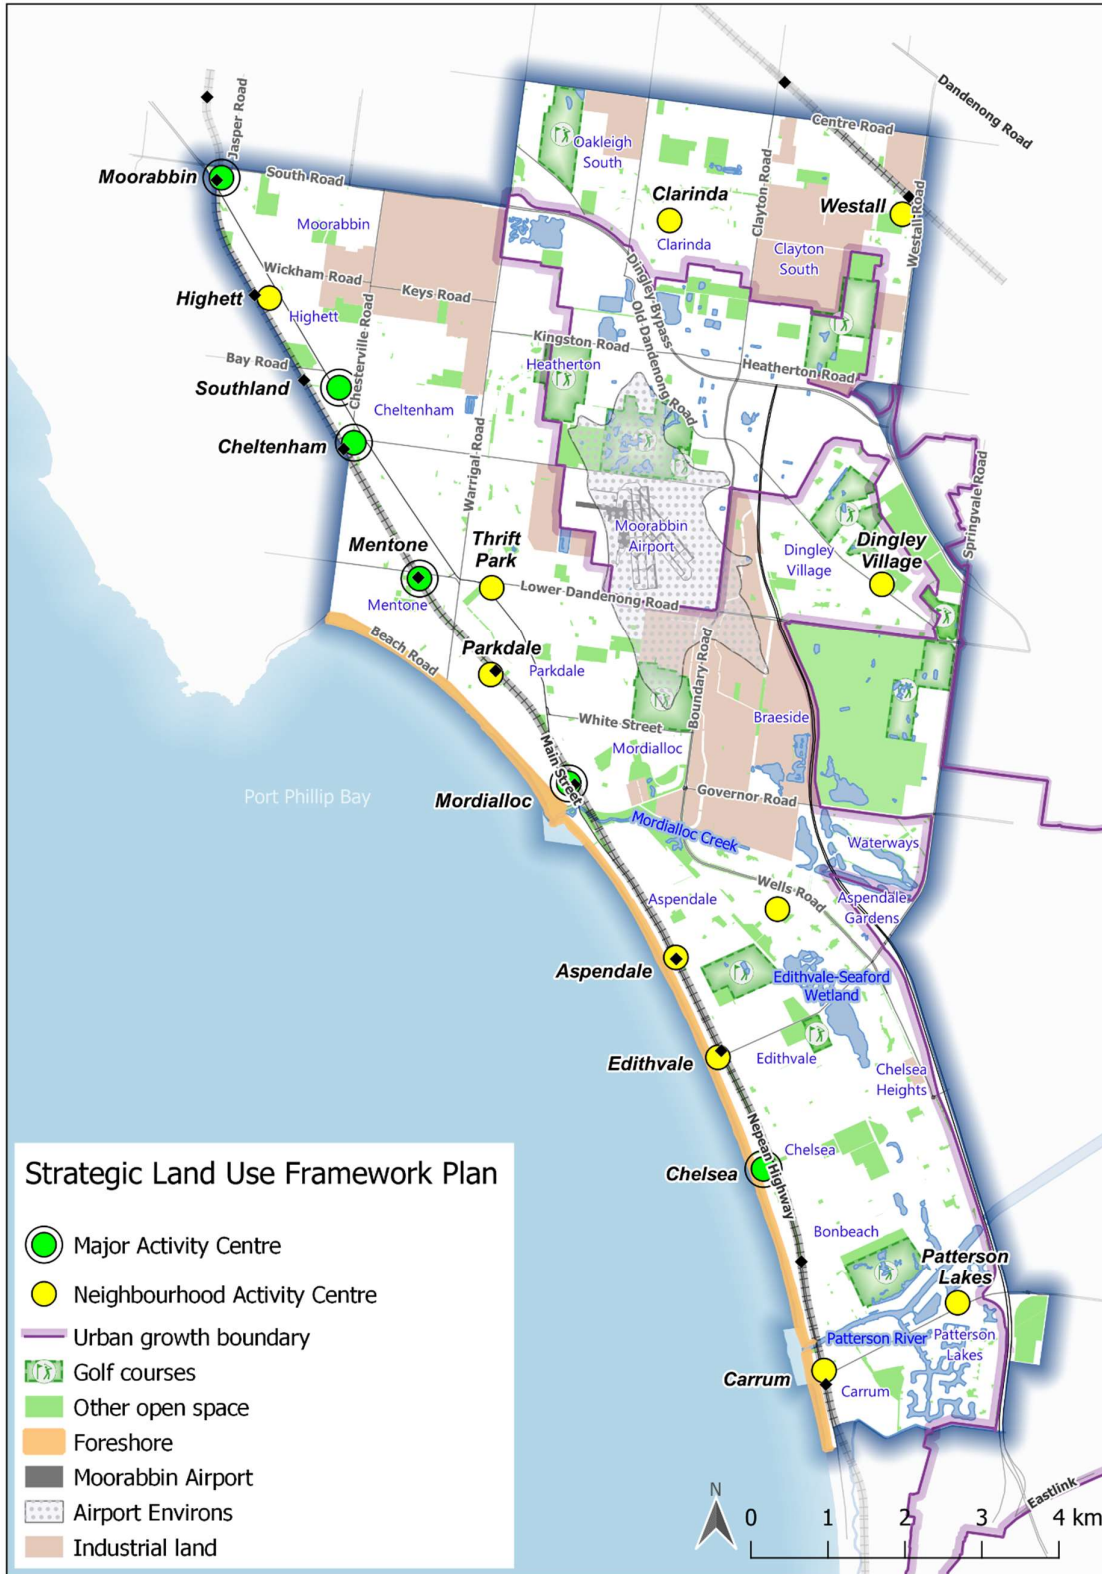 Dandenong Road
Centre Road
Jasper Road
Oakleigh
South
Moorabbin
South Road
Clarinda
Clayton Road
Westall
Westall Road
Moorabbin
Clarinda
Clayton
South
Wickham Road
Keys Road
Dingley Bypass
Old Dandenong Road
Highett
Highett
Chesterville Road
Kingston Road
Heatherton
Heatherton Road
Bay Road
Southland
Cheltenham
Cheltenham
Warrigal Road
Springvale Road
Moorabbin
Airport
Mentone
Thrift
Park
Dingley
Village
Dingley
Village
Mentone
Lower Dandenong Road
Beach Road
Parkdale
Parkdale
Boundary Road
White Street
Braeside
Mordialloc
Main Street
Port Phillip Bay
Mordialloc
Governor Road
Mordialloc Creek
Waterways
Wells Road
Aspendale
Aspendale
Gardens
Aspendale
Edithvale-Seaford
Wetland
Edithvale
Edithvale
Chelsea
Heights
Nepean Highway
Chelsea
Chelsea
Bonbeach
Patterson
Lakes
Patterson River
Patterson
Lakes
Carrum
Carrum
Eastlink
Strategic Land Use Framework Plan
Major Activity Centre
Neighbourhood Activity Centre
Urban growth boundary
Golf courses
Other open space
Foreshore
Moorabbin Airport
Airport Environs
Industrial land
N
0 1 2 3 4 km